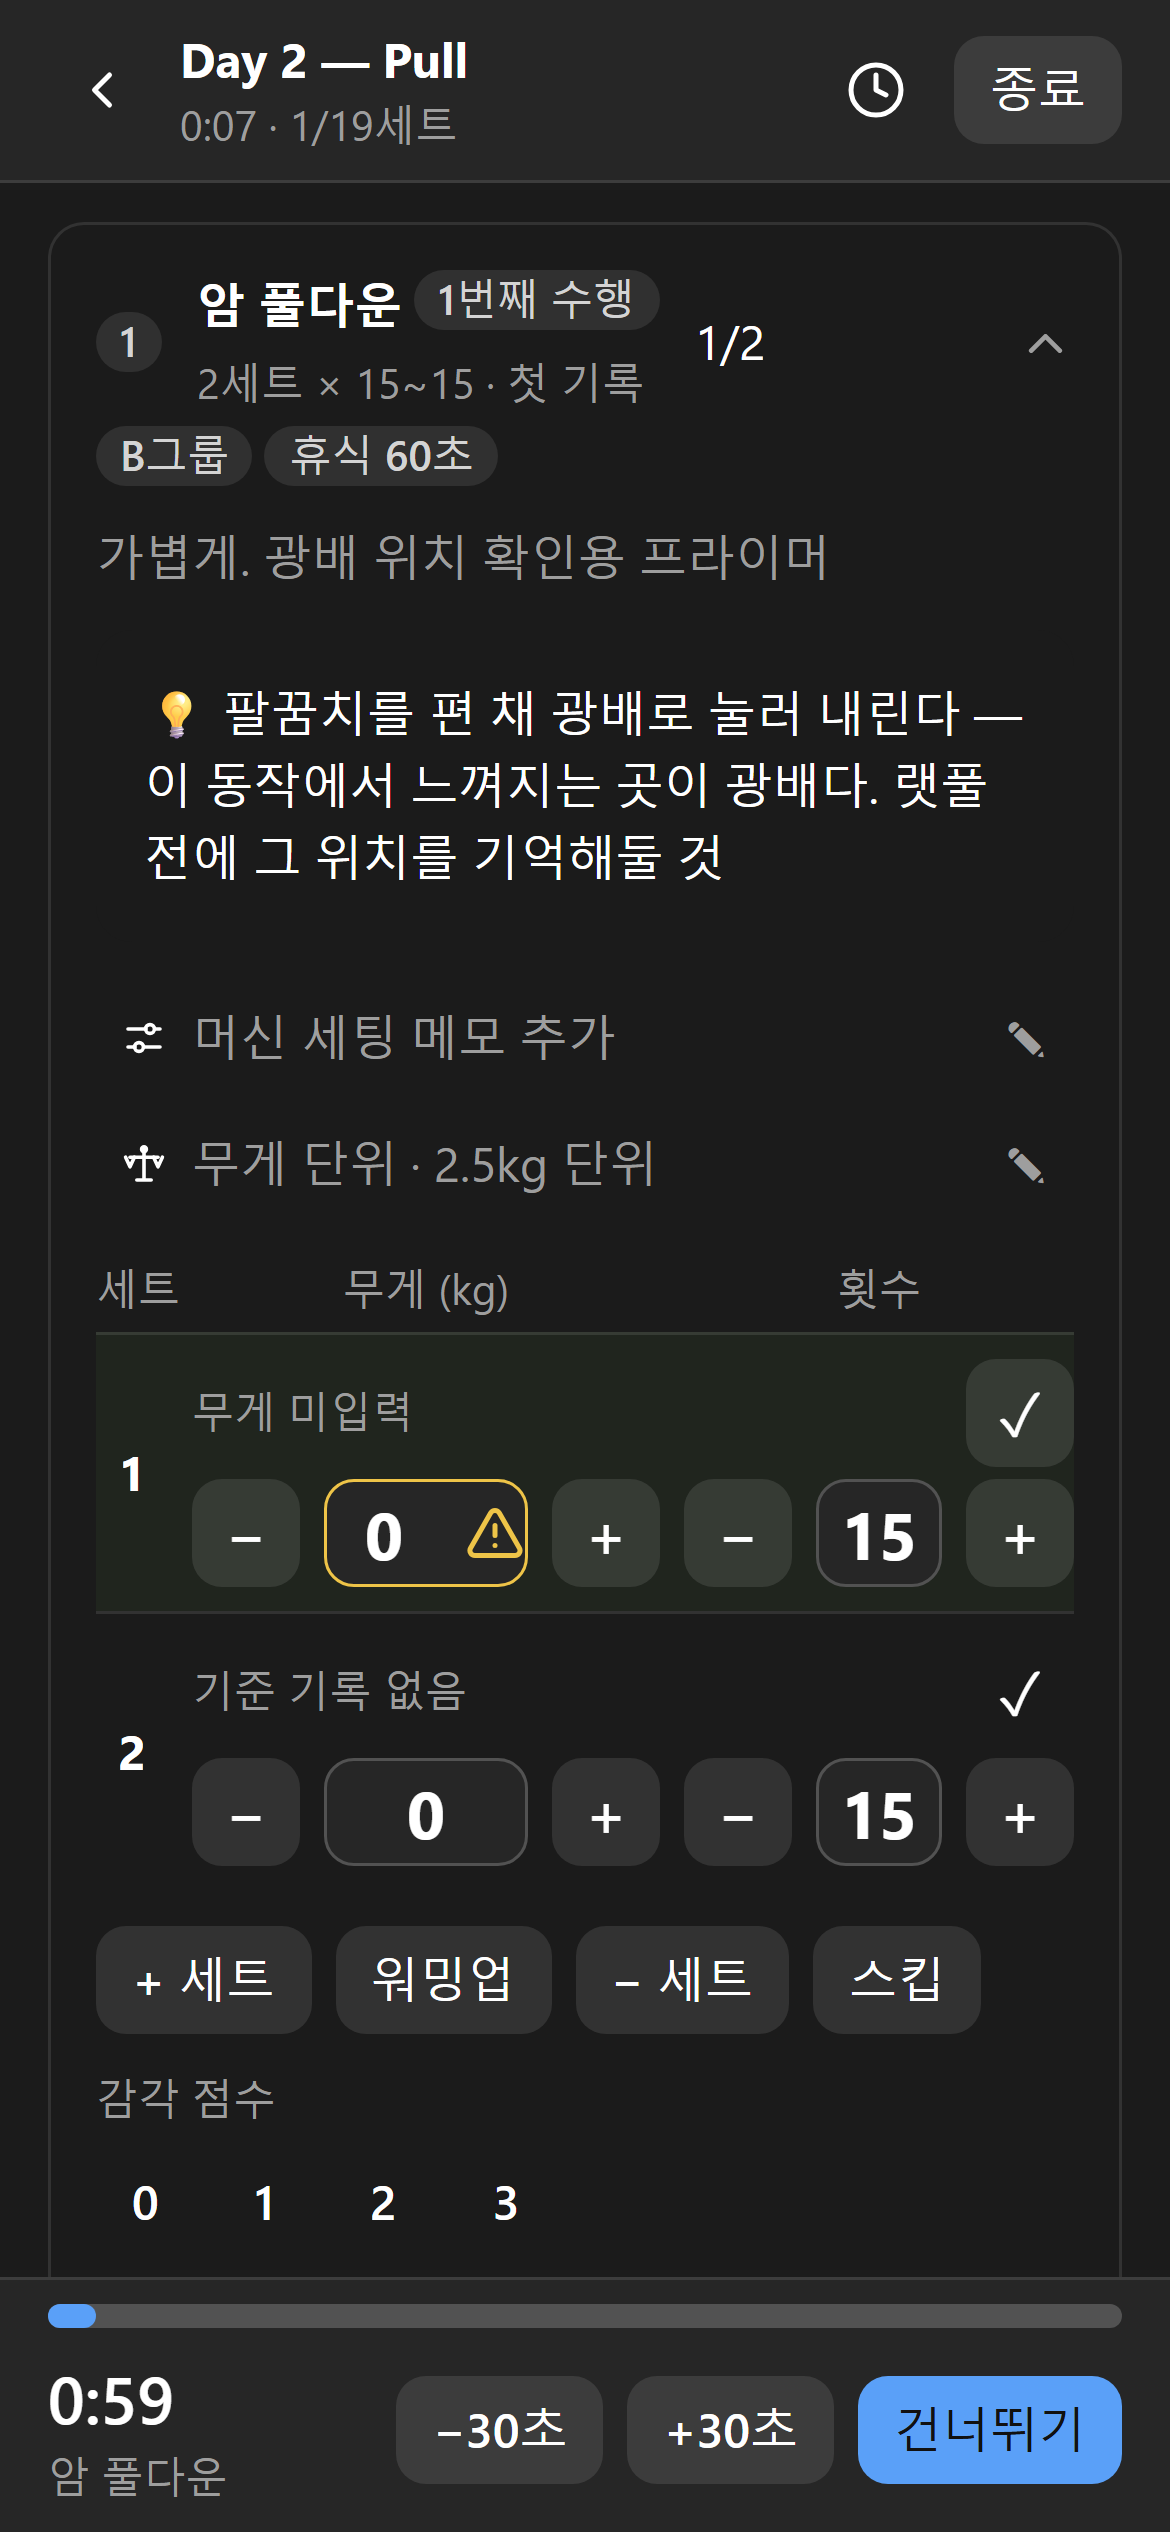 Day 2 — Pull
0:07 · 1/19세트
종료
1
암 풀다운
1번째 수행
2세트 × 15~15 · 첫 기록
1/2
B그룹
휴식 60초
가볍게. 광배 위치 확인용 프라이머
💡 팔꿈치를 편 채 광배로 눌러 내린다 —
이 동작에서 느껴지는 곳이 광배다. 랫풀
전에 그 위치를 기억해둘 것
머신 세팅 메모 추가
무게 단위 · 2.5kg 단위
세트 무게 (kg) 횟수
무게 미입력 ✓
1
− 0 + − 15 +
기준 기록 없음 ✓
2
− 0 + − 15 +
+ 세트 워밍업 − 세트 스킵
감각 점수
0 1 2 3
0:59
암 풀다운
−30초 +30초 건너뛰기